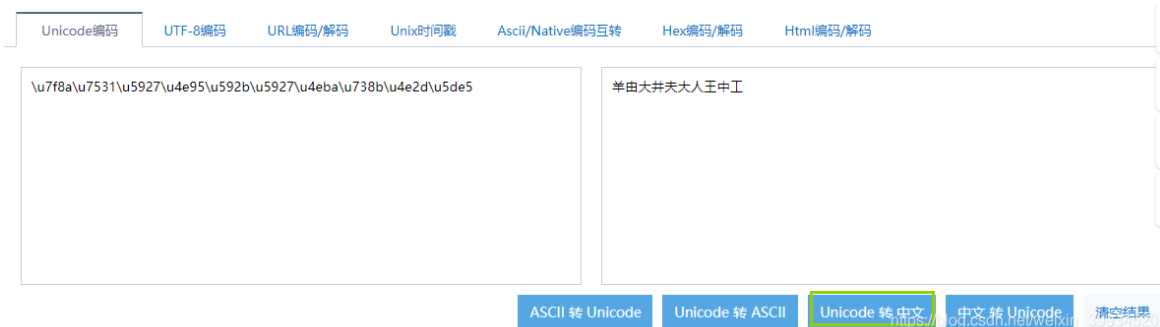 Unicode编码 UTF-8编码 URL编码/解码 Unix时间戳 Ascii/Native编码互转 Hex编码/解码 Html编码/解码
\u7f8a\u7531\u5927\u4e95\u592b\u5927\u4eba\u738b\u4e2d\u5de5 羊由大井夫大人王中工
ASCII 转 Unicode Unicode 转 ASCII Unicode 转 中文 中文 转 Unicode 清空结果